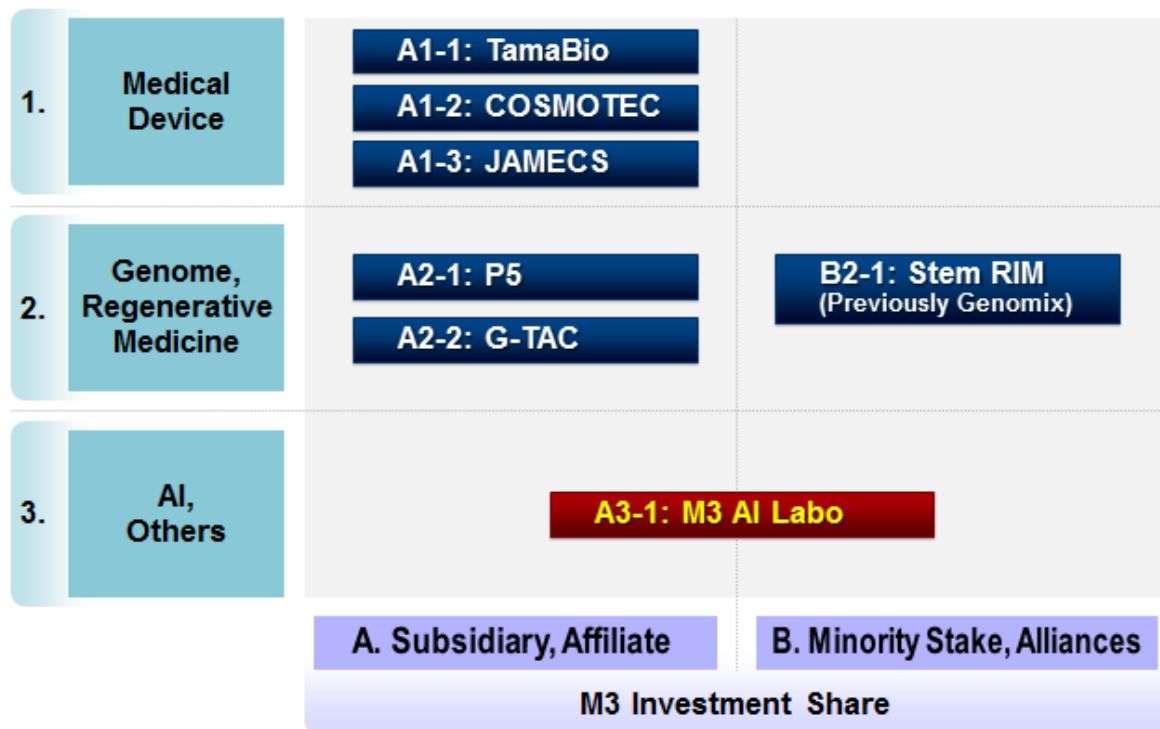 1.
Medical
Device
A1-1: TamaBio
A1-2: COSMOTEC
A1-3: JAMECS
2.
Genome,
Regenerative
Medicine
A2-1: P5
A2-2: G-TAC
B2-1: Stem RIM
(Previously Genomix)
3.
AI,
Others
A3-1: M3 AI Labo
A. Subsidiary, Affiliate
B. Minority Stake, Alliances
M3 Investment Share